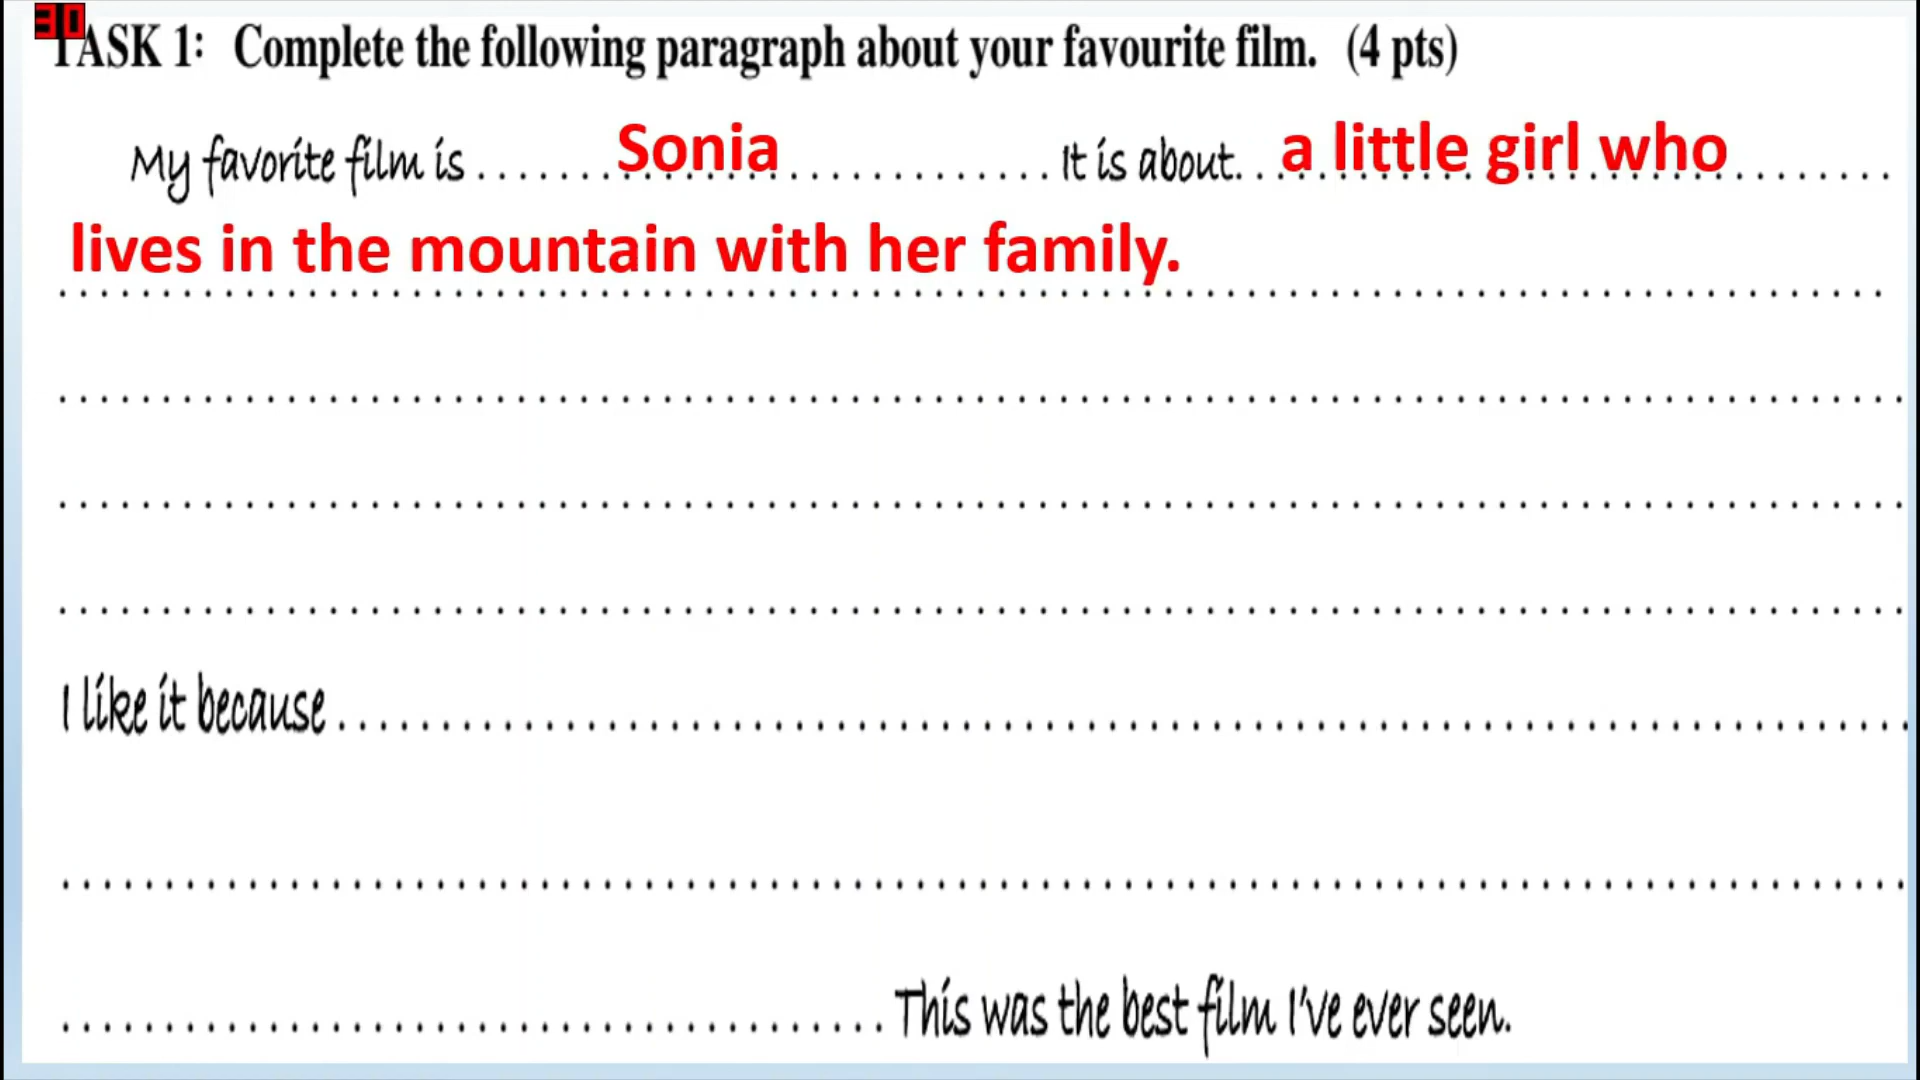 30
TASK 1: Complete the following paragraph about your favourite film. (4 pts)
My favorite film is ...... Sonia ............. It is about.. a little girl who ........
lives in the mountain with her family.
I like it because ..........................................
.......................... This was the best film I've ever seen.